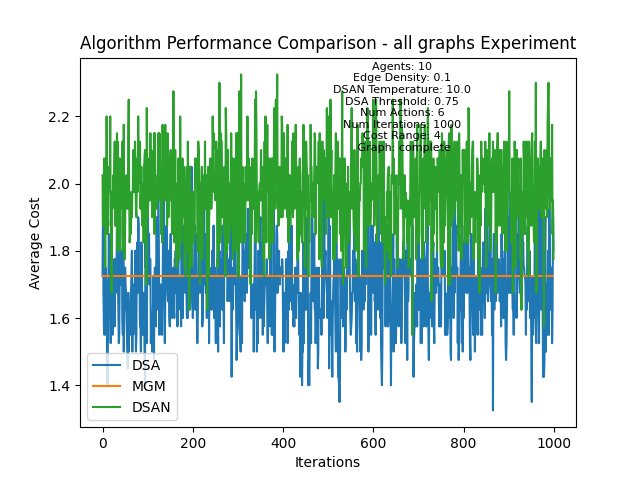 Algorithm Performance Comparison - all graphs Experiment
Agents: 10
Edge Density: 0.1
DSAN Temperature: 10.0
DSA Threshold: 0.75
Num Actions: 6
Num Iterations: 1000
Cost Range: 4
Graph: complete
2.2
2.0
1.8
1.6
1.4
Average Cost
DSA
MGM
DSAN
0
200
400
600
800
1000
Iterations